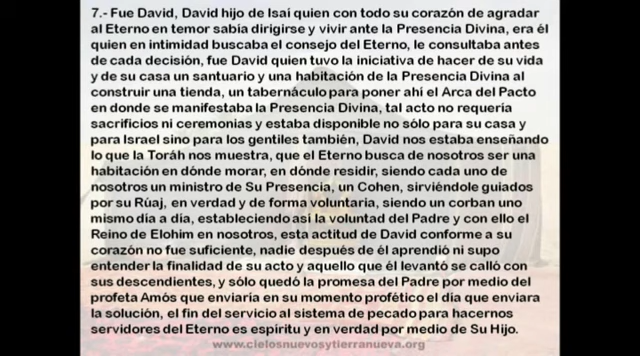 7.- Fue David, David hijo de Isaí quien con todo su corazón de agradar
al Eterno en temor sabía dirigirse y vivir ante la Presencia Divina, era él
quien en intimidad buscaba el consejo del Eterno, le consultaba antes
de cada decisión, fue David quien tuvo la iniciativa de hacer de su vida
y de su casa un santuario y una habitación de la Presencia Divina al
construir una tienda, un tabernáculo para poner ahí el Arca del Pacto
en donde se manifestaba la Presencia Divina, tal acto no requería
sacrificios ni ceremonias y estaba disponible no sólo para su casa y
para Israel sino para los gentiles también, David nos estaba enseñando
lo que la Toráh nos muestra, que el Eterno busca de nosotros ser una
habitación en dónde morar, en dónde residir, siendo cada uno de
nosotros un ministro de Su Presencia, un Cohen, sirviéndole guiados
por su Rúaj, en verdad y de forma voluntaria, siendo un corban uno
mismo día a día, estableciendo así la voluntad del Padre y con ello el
Reino de Elohim en nosotros, esta actitud de David conforme a su
corazón no fue suficiente, nadie después de él aprendió ni supo
entender la finalidad de su acto y aquello que él levantó se calló con
sus descendientes, y sólo quedó la promesa del Padre por medio del
profeta Amós que enviaría en su momento profético el día que enviara
la solución, el fin del servicio al sistema de pecado para hacernos
servidores del Eterno es espíritu y en verdad por medio de Su Hijo.
www.cielosnuevosytierranueva.org